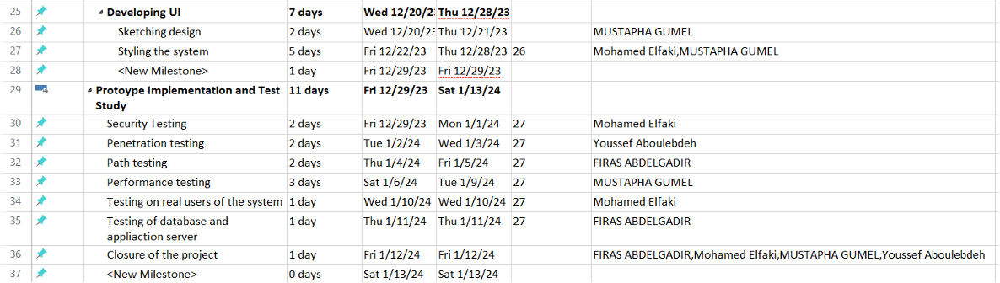 25 Developing UI 7 days Wed 12/20/2 Thu 12/28/23
26 Sketching design 2 days Wed 12/20/23 Thu 12/21/23 MUSTAPHA GUMEL
27 Styling the system 5 days Fri 12/22/23 Thu 12/28/23 26 Mohamed Elfaki,MUSTAPHA GUMEL
28 <New Milestone> 1 day Fri 12/29/23 Fri 12/29/23
29 Protoype Implementation and Test 11 days Fri 12/29/23 Sat 1/13/24
Study
30 Security Testing 2 days Fri 12/29/23 Mon 1/1/24 27 Mohamed Elfaki
31 Penetration testing 2 days Tue 1/2/24 Wed 1/3/24 27 Youssef Aboulebdeh
32 Path testing 2 days Thu 1/4/24 Fri 1/5/24 27 FIRAS ABDELGADIR
33 Performance testing 3 days Sat 1/6/24 Tue 1/9/24 27 MUSTAPHA GUMEL
34 Testing on real users of the system 1 day Wed 1/10/24 Wed 1/10/24 27 Mohamed Elfaki
35 Testing of database and 1 day Thu 1/11/24 Thu 1/11/24 27 FIRAS ABDELGADIR
appliaction server
36 Closure of the project 1 day Fri 1/12/24 Fri 1/12/24 FIRAS ABDELGADIR,Mohamed Elfaki,MUSTAPHA GUMEL,Youssef Aboulebdeh
37 <New Milestone> 0 days Sat 1/13/24 Sat 1/13/24